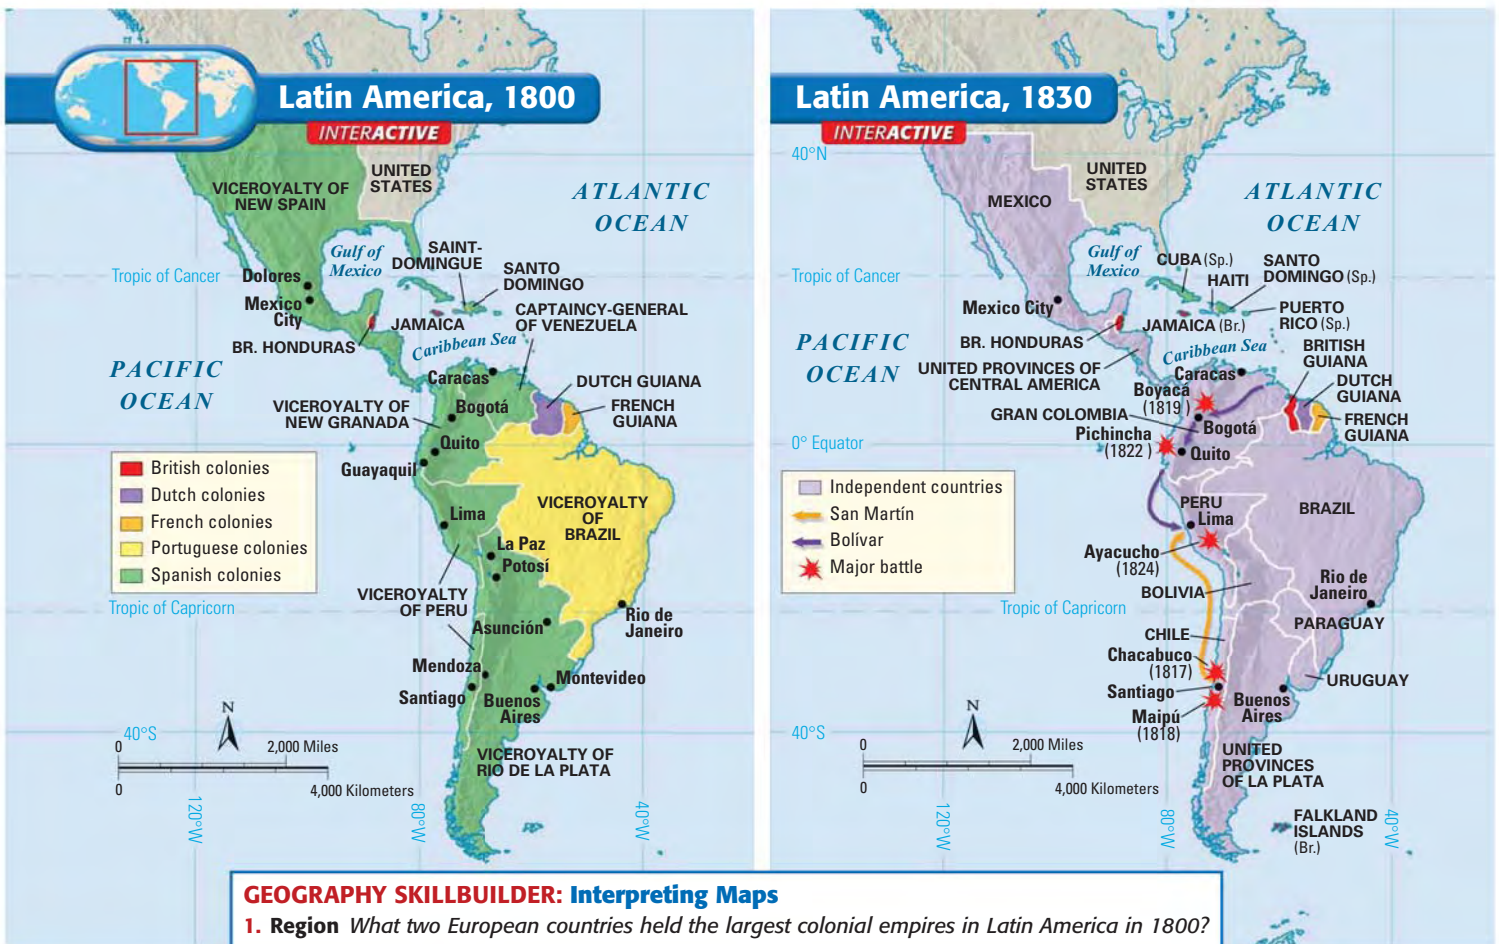 Latin America, 1800
INTERACTIVE
UNITED
STATES
VICEROYALTY OF
NEW SPAIN
ATLANTIC
OCEAN
Gulf of
Mexico
SAINT-
DOMINGUE
SANTO
DOMINGO
Tropic of Cancer
Dolores
Mexico
City
JAMAICA
CAPTAINCY-GENERAL
OF VENEZUELA
BR. HONDURAS
Caribbean Sea
PACIFIC
OCEAN
Caracas
DUTCH GUIANA
VICEROYALTY OF
NEW GRANADA
Bogotá
FRENCH
GUIANA
Quito
Guayaquil
British colonies
Dutch colonies
French colonies
Portuguese colonies
Spanish colonies
VICEROYALTY
OF
BRAZIL
Lima
La Paz
Potosí
VICEROYALTY
OF PERU
Tropic of Capricorn
Rio de
Janeiro
Asunción
Mendoza
Santiago
Montevideo
Buenos
Aires
N
40°S
0
2,000 Miles
0
4,000 Kilometers
VICEROYALTY OF
RIO DE LA PLATA
120°W
80°W
40°W
Latin America, 1830
INTERACTIVE
40°N
UNITED
STATES
MEXICO
ATLANTIC
OCEAN
Gulf of
Mexico
CUBA (Sp.)
HAITI
SANTO
DOMINGO (Sp.)
Tropic of Cancer
Mexico City
JAMAICA (Br.)
PUERTO
RICO (Sp.)
BR. HONDURAS
Caribbean Sea
BRITISH
GUIANA
PACIFIC
OCEAN
UNITED PROVINCES OF
CENTRAL AMERICA
Caracas
DUTCH
GUIANA
Boyacá
(1819 )
GRAN COLOMBIA
Bogotá
FRENCH
GUIANA
Pichincha
(1822 )
0° Equator
Quito
Independent countries
San Martín
Bolívar
Major battle
PERU
Lima
BRAZIL
Ayacucho
(1824)
BOLIVIA
Rio de
Janeiro
Tropic of Capricorn
PARAGUAY
CHILE
Chacabuco
(1817)
Santiago
URUGUAY
Buenos
Aires
Maipú
(1818)
N
40°S
0
2,000 Miles
0
4,000 Kilometers
UNITED
PROVINCES
OF LA PLATA
FALKLAND
ISLANDS
(Br.)
120°W
80°W
40°W
GEOGRAPHY SKILLBUILDER: Interpreting Maps
1. Region What two European countries held the largest colonial empires in Latin America in 1800?